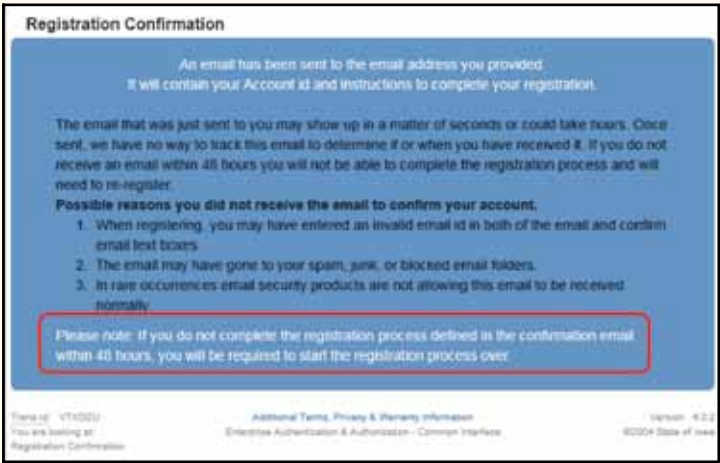 Registration Confirmation
An email has been sent to the email address you provided.
It will contain your Account id and instructions to complete your registration.
The email that was just sent to you may show up in a matter of seconds or could take hours. Once
sent, we have no way to track this email to determine if or when you have received it. If you do not
receive an email within 48 hours you will not be able to complete the registration process and will
need to re-register.
Possible reasons you did not receive the email to confirm your account.
1. When registering, you may have entered an invalid email id in both of the email and confirm
email text boxes.
2. The email may have gone to your spam, junk, or blocked email folders.
3. In rare occurrences email security products are not allowing this email to be received
normally.
Please note: If you do not complete the registration process defined in the confirmation email
within 48 hours, you will be required to start the registration process over.
Trans id:
Additional Terms, Privacy & Warranty Information
Version: 4.0.2
You are looking at:
Enterprise Authentication & Authorization - Common Interface
©2004 State of Iowa
Registration Confirmation